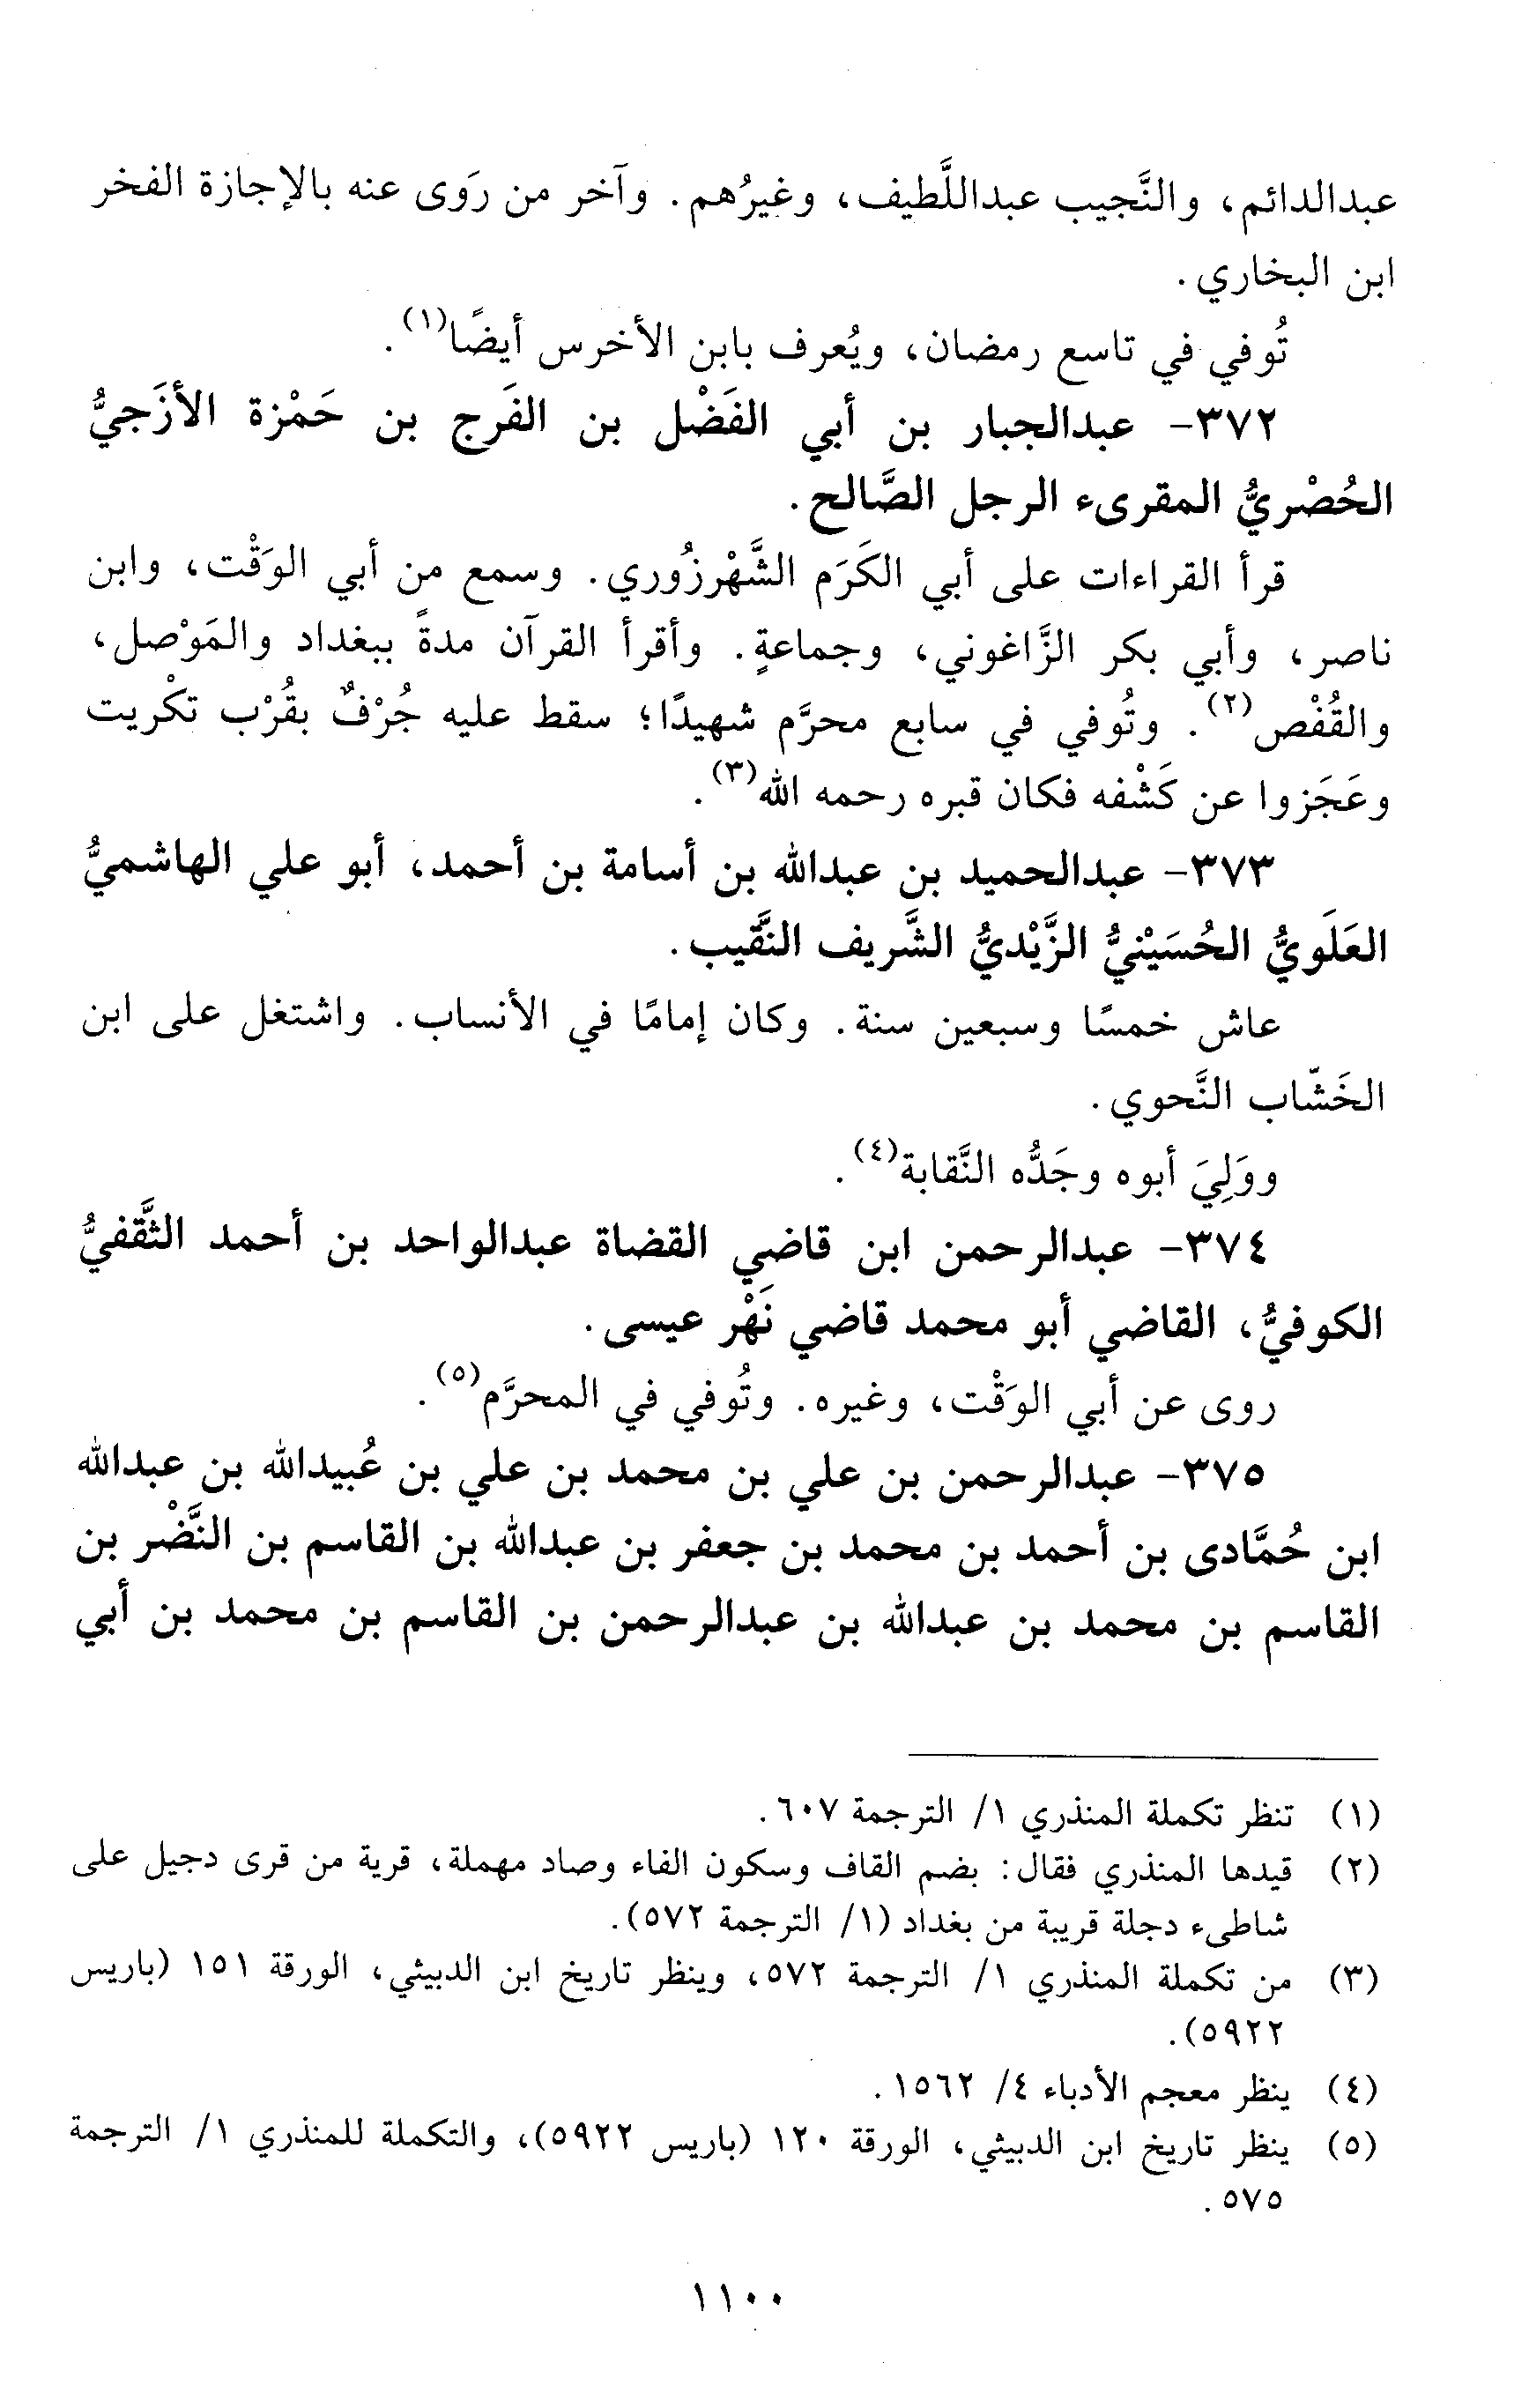 عبدالدائم، والنَّجيب عبداللَّطيف، وغيرُهم. وآخر من رَوى عنه بالإجازة الفخر
ابن البخاري.
تُوفي في تاسع رمضان، ويُعرف بابن الأخرس أيضًا(١).
٣٧٢- عبدالجبار بن أبي الفَضْل بن الفَرج بن حَمْزة الأزَجيُّ
الحُصْريُّ المقرىء الرجل الصَّالح.
قرأ القراءات على أبي الكَرَم الشَّهْرزُوري. وسمع من أبي الوَقْت، وابن
ناصر، وأبي بكر الزَّاغوني، وجماعةٍ. وأقرأ القرآن مدةً ببغداد والمَوْصل،
والقُفْص(٢). وتُوفي في سابع محرَّم شهيدًا؛ سقط عليه جُرْفٌ بقُرْب تكْريت
وعَجَزوا عن كَشْفه فكان قبره رحمه الله(٣).
٣٧٣- عبدالحميد بن عبدالله بن أسامة بن أحمد، أبو علي الهاشميُّ
العَلَويُّ الحُسَيْنيُّ الزَّيْديُّ الشَّريف النَّقيب.
عاش خمسًا وسبعين سنة. وكان إمامًا في الأنساب. واشتغل على ابن
الخَشّاب النَّحوي.
ووَلِيَ أبوه وجَدُّه النَّقابة(٤).
٣٧٤- عبدالرحمن ابن قاضي القضاة عبدالواحد بن أحمد الثَّقفيُّ
الكوفيُّ، القاضي أبو محمد قاضي نَهْر عيسى.
روى عن أبي الوَقْت، وغيره. وتُوفي في المحرَّم(٥).
٣٧٥- عبدالرحمن بن علي بن محمد بن علي بن عُبيدالله بن عبدالله
ابن حُمَّادى بن أحمد بن محمد بن جعفر بن عبدالله بن القاسم بن النَّضْر بن
القاسم بن محمد بن عبدالله بن عبدالرحمن بن القاسم بن محمد بن أبي
(١) تنظر تكملة المنذري ١/ الترجمة ٦٠٧.
(٢) قيدها المنذري فقال: بضم القاف وسكون الفاء وصاد مهملة، قرية من قرى دجيل على
شاطىء دجلة قريبة من بغداد (١/ الترجمة ٥٧٢).
(٣) من تكملة المنذري ١/ الترجمة ٥٧٢، وينظر تاريخ ابن الدبيثي، الورقة ١٥١ (باريس
٥٩٢٢).
(٤) ينظر معجم الأدباء ٤/ ١٥٦٢.
(٥) ينظر تاريخ ابن الدبيثي، الورقة ١٢٠ (باريس ٥٩٢٢)، والتكملة للمنذري ١/ الترجمة
٥٧٥.
١١٠٠